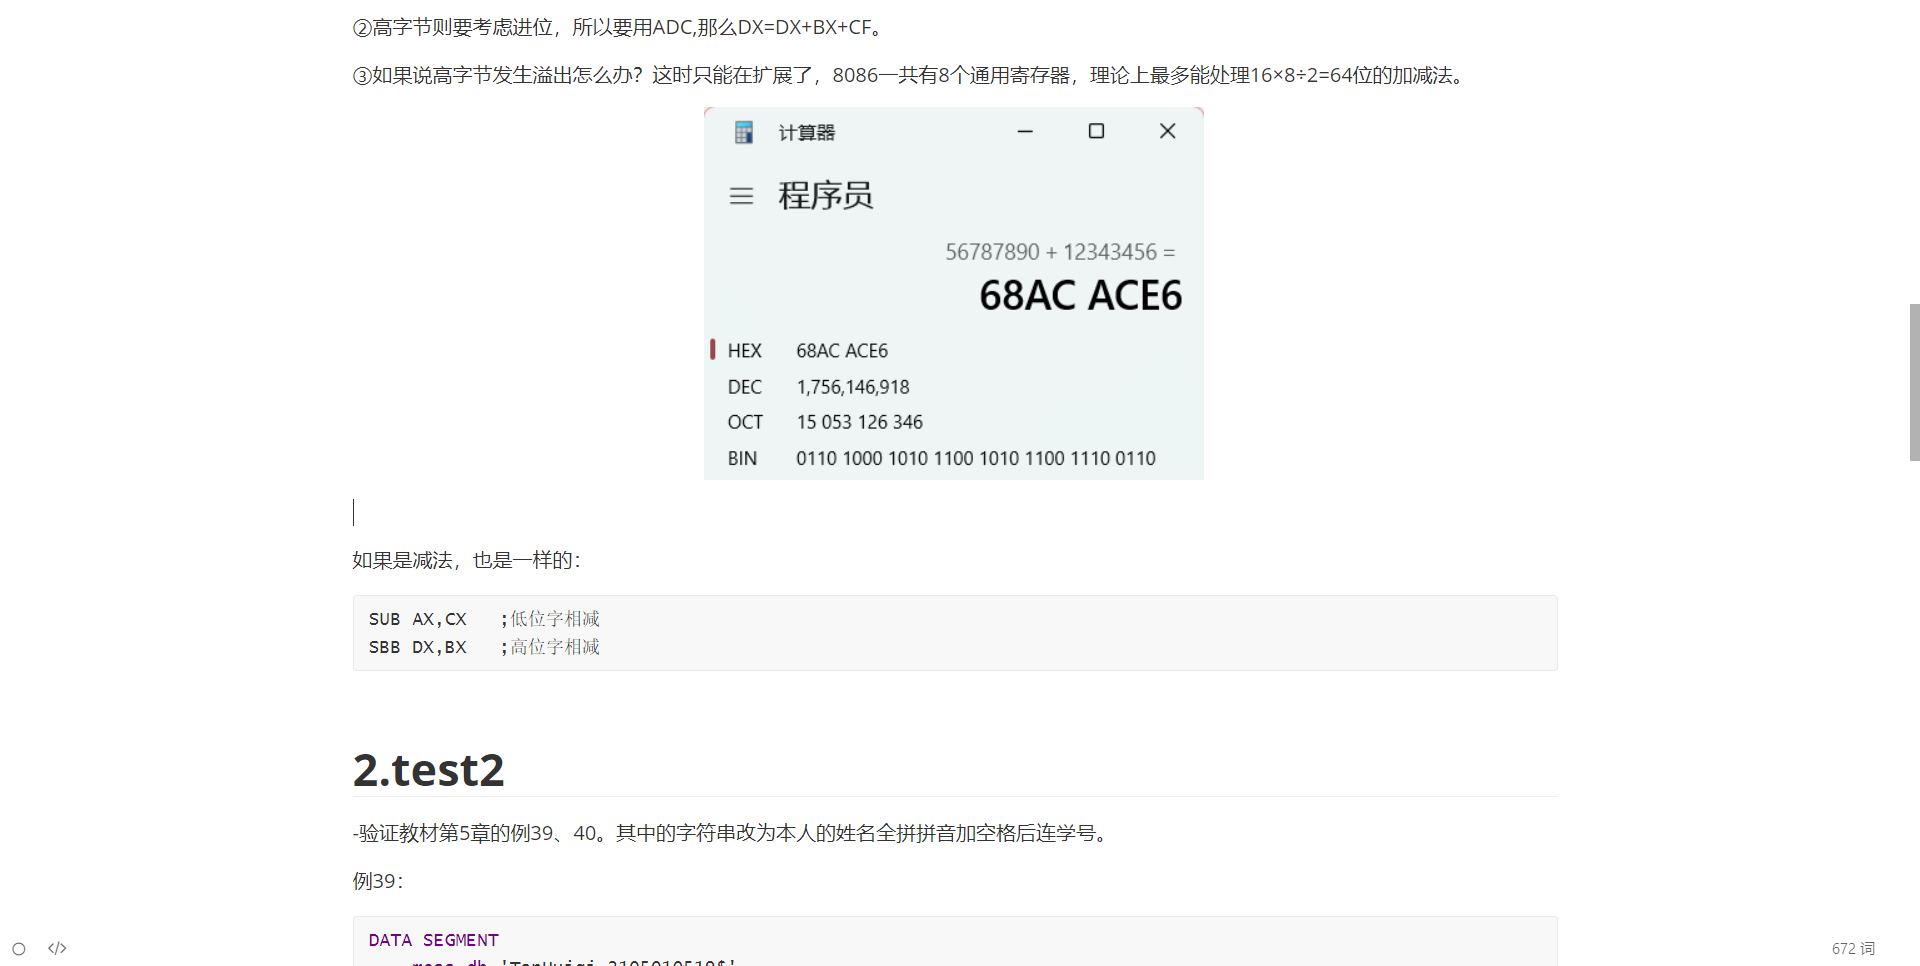 ②高字节则要考虑进位，所以要用ADC,那么DX=DX+BX+CF。
③如果说高字节发生溢出怎么办？这时只能在扩展了，8086一共有8个通用寄存器，理论上最多能处理16×8÷2=64位的加减法。
计算器
程序员
56787890 + 12343456 =
68AC ACE6
HEX 68AC ACE6
DEC 1,756,146,918
OCT 15 053 126 346
BIN 0110 1000 1010 1100 1010 1100 1110 0110
如果是减法，也是一样的：
SUB AX,CX   ;低位字相减
SBB DX,BX   ;高位字相减
2.test2
-验证教材第5章的例39、40。其中的字符串改为本人的姓名全拼拼音加空格后连学号。
例39：
DATA SEGMENT
672 词